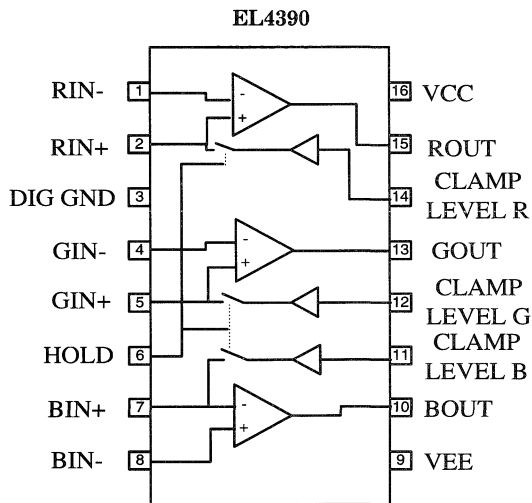 EL4390
RIN- 1 - 16 VCC
RIN+ 2 + 15 ROUT
DIG GND 3 14 CLAMP
LEVEL R
GIN- 4 - 13 GOUT
GIN+ 5 + 12 CLAMP
LEVEL G
HOLD 6 11 CLAMP
LEVEL B
BIN+ 7 - 10 BOUT
BIN- 8 + 9 VEE